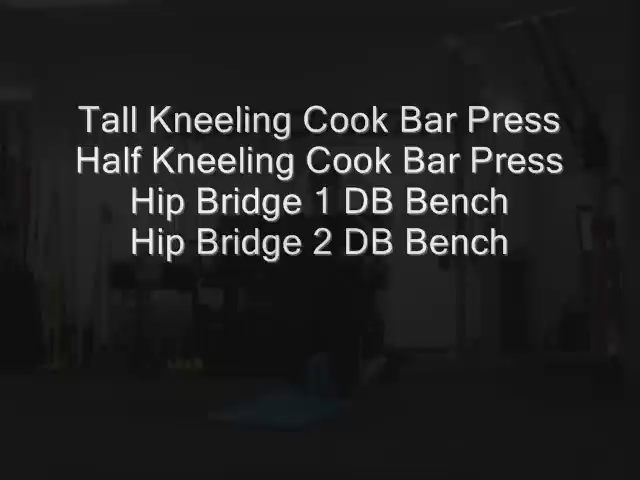 Tall Kneeling Cook Bar Press
Half Kneeling Cook Bar Press
Hip Bridge 1 DB Bench
Hip Bridge 2 DB Bench